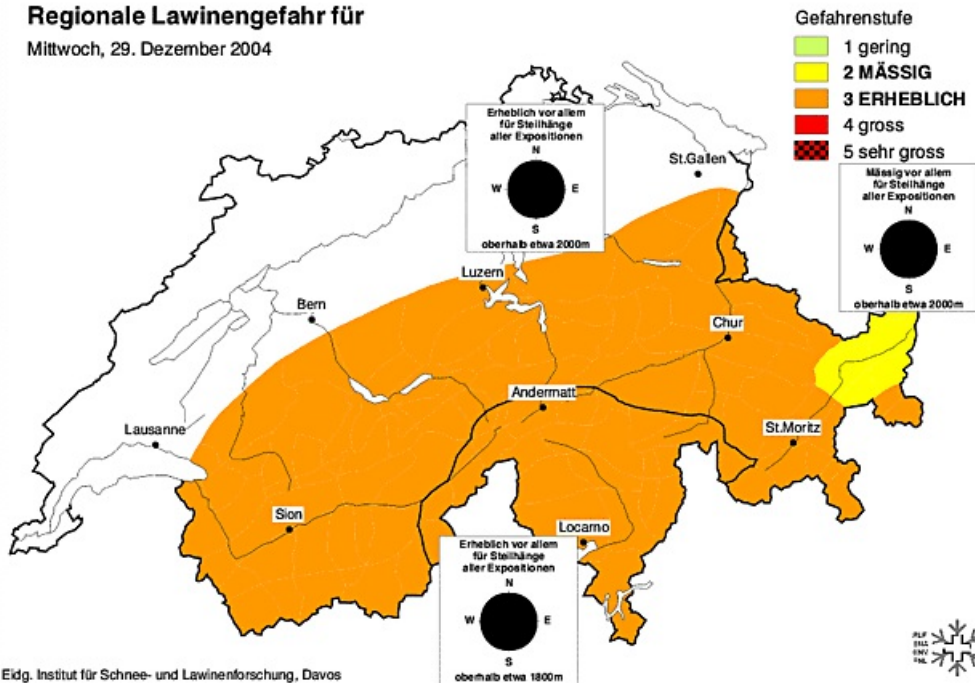 Regionale Lawinengefahr für
Mittwoch, 29. Dezember 2004
Gefahrenstufe
1 gering
2 MÄSSIG
3 ERHEBLICH
4 gross
5 sehr gross
Erheblich vor allem
für Steilhänge
aller Expositionen
N
W E
S
oberhalb etwa 2000m
Mässig vor allem
für Steilhänge
aller Expositionen
N
W E
S
oberhalb etwa 2000m
St.Gallen
Luzern
Bern
Chur
Andermatt
Lausanne
St.Moritz
Sion
Locarno
Erheblich vor allem
für Steilhänge
aller Expositionen
N
W E
S
oberhalb etwa 1800m
Eidg. Institut für Schnee- und Lawinenforschung, Davos